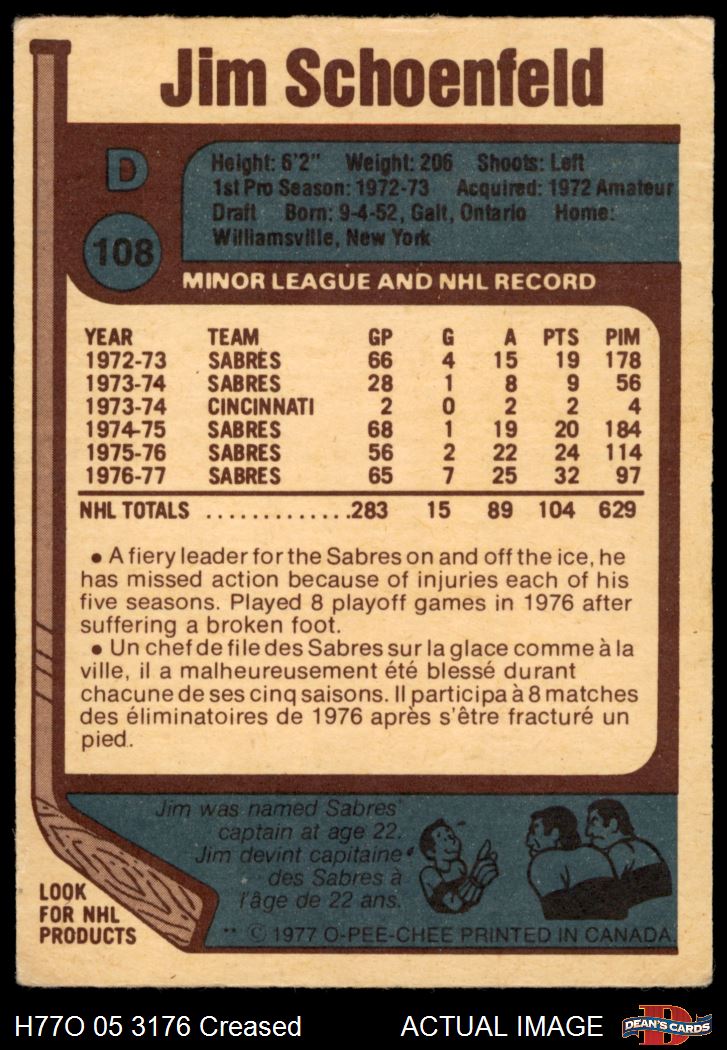 Jim Schoenfeld
D
108
Height: 6'2" Weight: 206 Shoots: Left
1st Pro Season: 1972-73 Acquired: 1972 Amateur
Draft Born: 9-4-52, Galt, Ontario Home:
Williamsville, New York
MINOR LEAGUE AND NHL RECORD
YEAR TEAM GP G A PTS PIM
1972-73 SABRES 66 4 15 19 178
1973-74 SABRES 28 1 8 9 56
1973-74 CINCINNATI 2 0 2 2 4
1974-75 SABRES 68 1 19 20 184
1975-76 SABRES 56 2 22 24 114
1976-77 SABRES 65 7 25 32 97
NHL TOTALS .............283 15 89 104 629
• A fiery leader for the Sabres on and off the ice, he
has missed action because of injuries each of his
five seasons. Played 8 playoff games in 1976 after
suffering a broken foot.
• Un chef de file des Sabres sur la glace comme à la
ville, il a malheureusement été blessé durant
chacune de ses cinq saisons. Il participa à 8 matches
des éliminatoires de 1976 après s'être fracturé un
pied.
Jim was named Sabres'
captain at age 22.
Jim devint capitaine
des Sabres à
l'âge de 22 ans.
LOOK
FOR NHL
PRODUCTS
** © 1977 O-PEE-CHEE PRINTED IN CANADA
H77O 05 3176 Creased ACTUAL IMAGE
D
DEAN'S CARDS